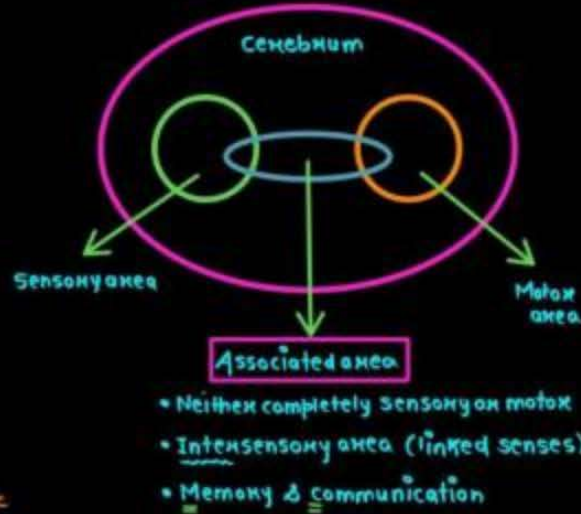 Cerebrum
Sensory area
Motor
area
Associated area
• Neither completely sensory or motor
• Intersensory area (linked senses)
• Memory & communication